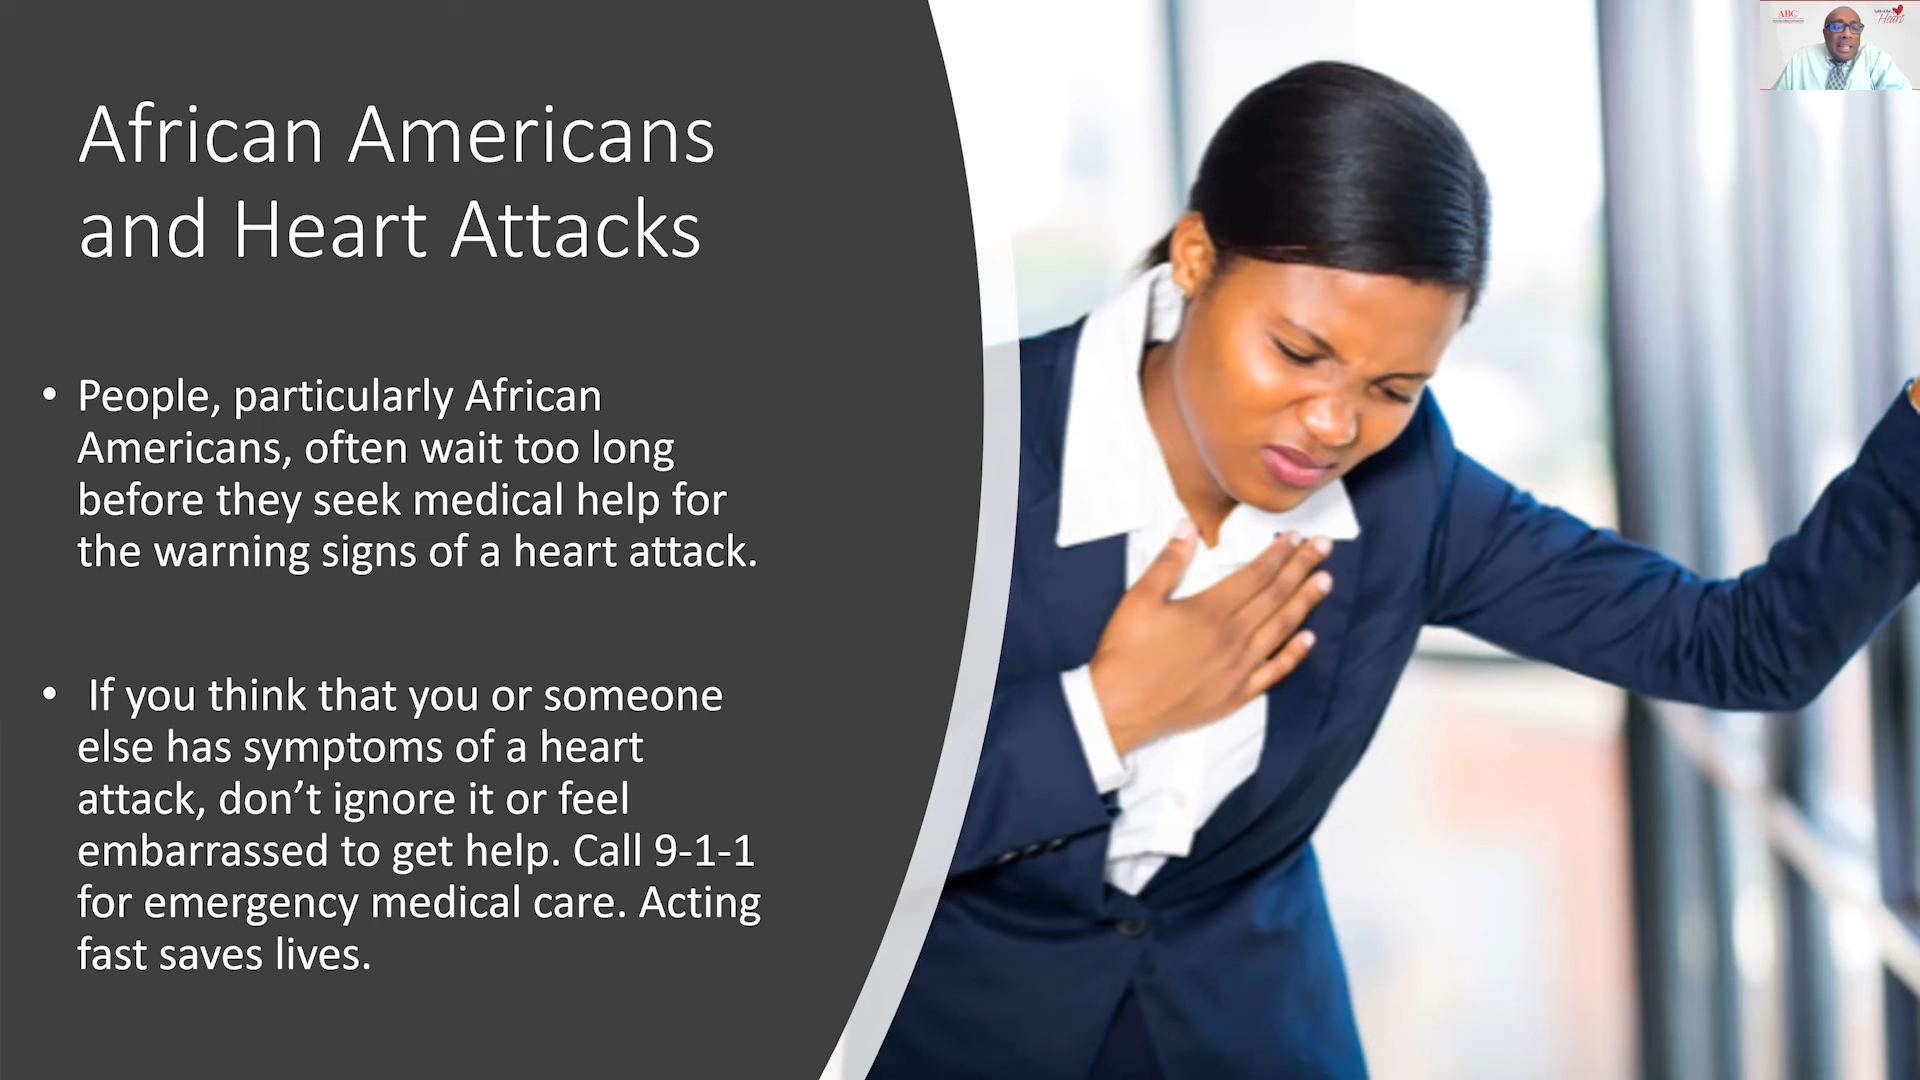 African Americans
and Heart Attacks
• People, particularly African
Americans, often wait too long
before they seek medical help for
the warning signs of a heart attack.
• If you think that you or someone
else has symptoms of a heart
attack, don’t ignore it or feel
embarrassed to get help. Call 9-1-1
for emergency medical care. Acting
fast saves lives.
ABC
Heart